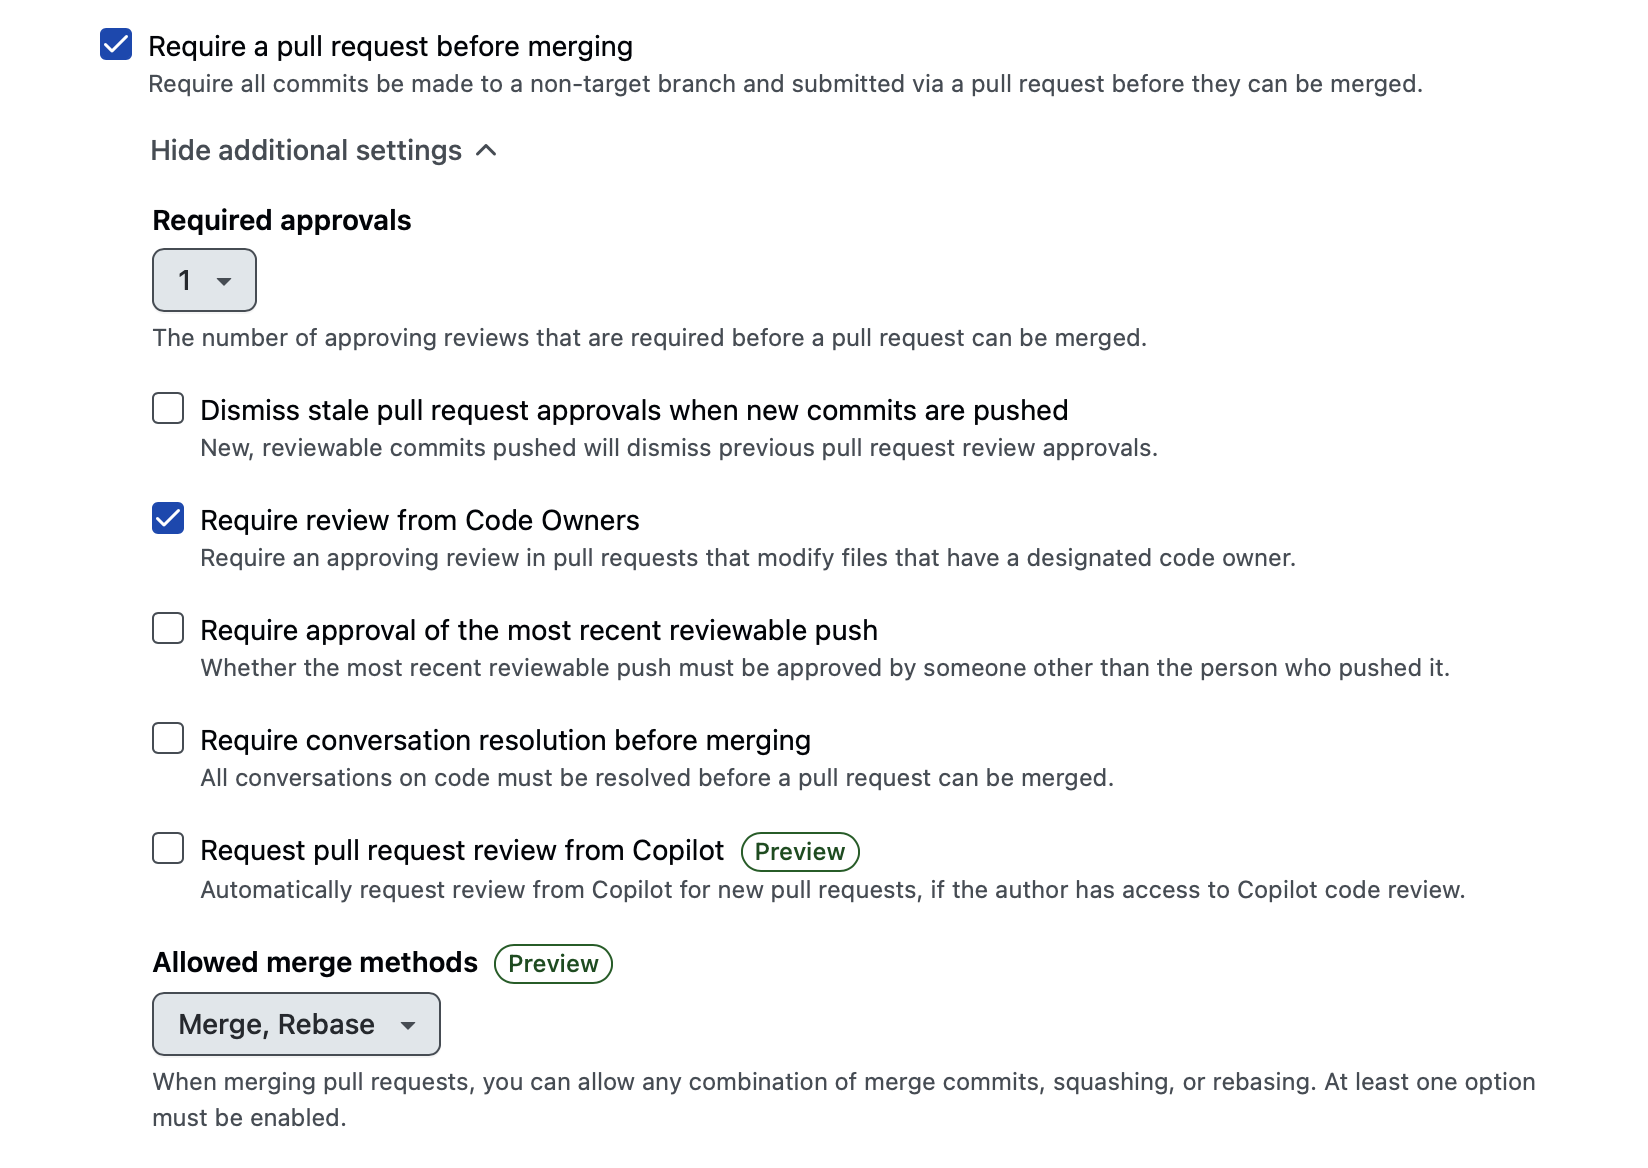 Require a pull request before merging
Require all commits be made to a non-target branch and submitted via a pull request before they can be merged.
Hide additional settings
Required approvals
1
The number of approving reviews that are required before a pull request can be merged.
Dismiss stale pull request approvals when new commits are pushed
New, reviewable commits pushed will dismiss previous pull request review approvals.
Require review from Code Owners
Require an approving review in pull requests that modify files that have a designated code owner.
Require approval of the most recent reviewable push
Whether the most recent reviewable push must be approved by someone other than the person who pushed it.
Require conversation resolution before merging
All conversations on code must be resolved before a pull request can be merged.
Request pull request review from Copilot Preview
Automatically request review from Copilot for new pull requests, if the author has access to Copilot code review.
Allowed merge methods Preview
Merge, Rebase
When merging pull requests, you can allow any combination of merge commits, squashing, or rebasing. At least one option
must be enabled.